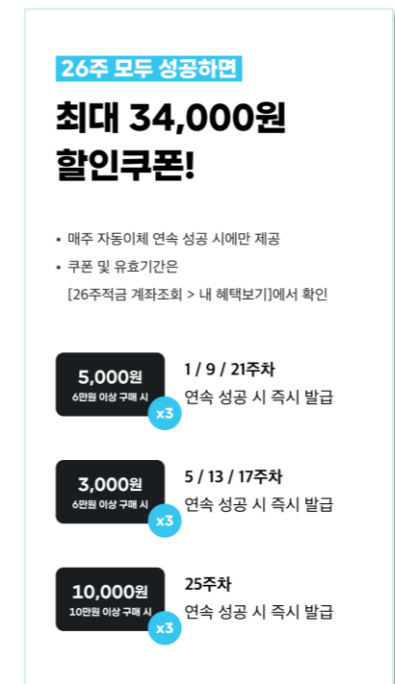 26주 모두 성공하면
최대 34,000원
할인쿠폰!
• 매주 자동이체 연속 성공 시에만 제공
• 쿠폰 및 유효기간은
[26주적금 계좌조회 > 내 혜택보기]에서 확인
5,000원
6만원 이상 구매 시
x3
1 / 9 / 21주차
연속 성공 시 즉시 발급
3,000원
6만원 이상 구매 시
x3
5 / 13 / 17주차
연속 성공 시 즉시 발급
10,000원
10만원 이상 구매 시
x3
25주차
연속 성공 시 즉시 발급